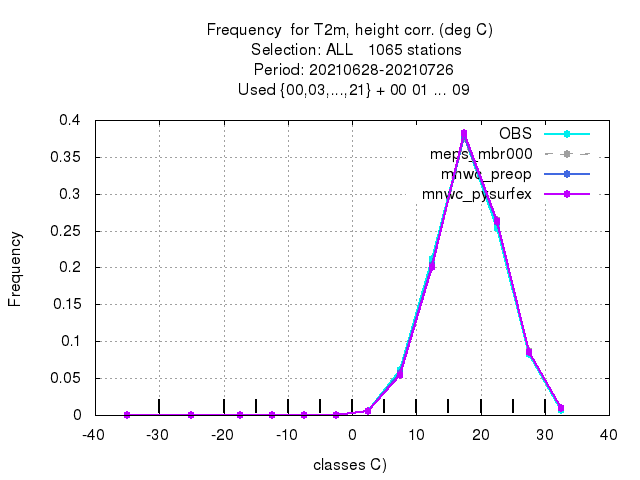 Frequency  for T2m, height corr. (deg C)
Selection: ALL   1065 stations
Period: 20210628-20210726
Used {00,03,...,21} + 00 01 ... 09
0.4
0.35
0.3
0.25
0.2
0.15
0.1
0.05
0
Frequency
OBS
meps_mbr000
mnwc_preop
mnwc_pysurfex
-40 -30 -20 -10 0 10 20 30 40
classes C)